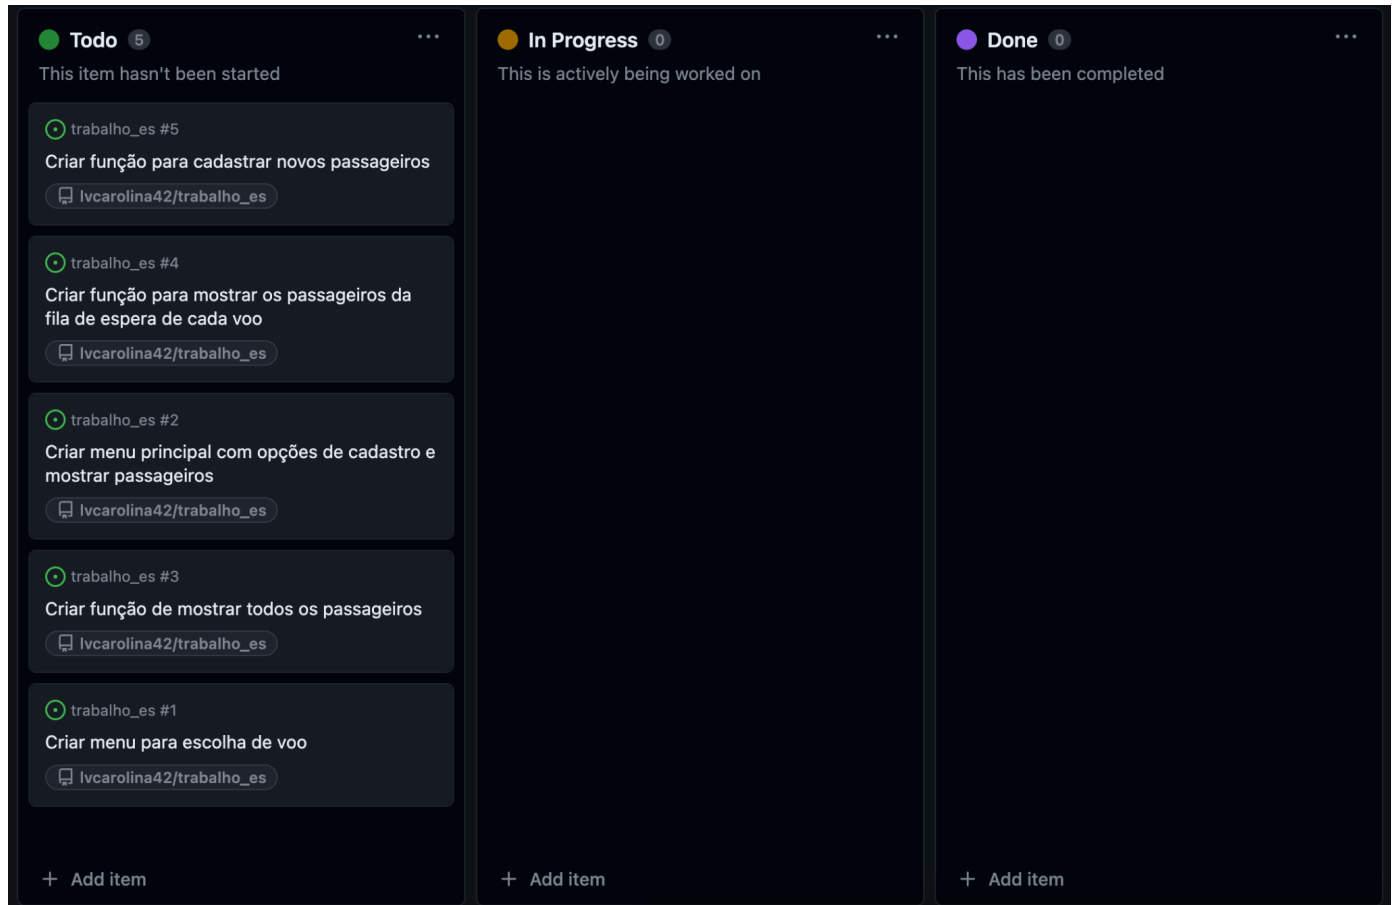 Todo 5
This item hasn't been started
trabalho_es #5
Criar função para cadastrar novos passageiros
lvcarolina42/trabalho_es
trabalho_es #4
Criar função para mostrar os passageiros da
fila de espera de cada voo
lvcarolina42/trabalho_es
trabalho_es #2
Criar menu principal com opções de cadastro e
mostrar passageiros
lvcarolina42/trabalho_es
trabalho_es #3
Criar função de mostrar todos os passageiros
lvcarolina42/trabalho_es
trabalho_es #1
Criar menu para escolha de voo
lvcarolina42/trabalho_es
+ Add item
In Progress 0
This is actively being worked on
+ Add item
Done 0
This has been completed
+ Add item